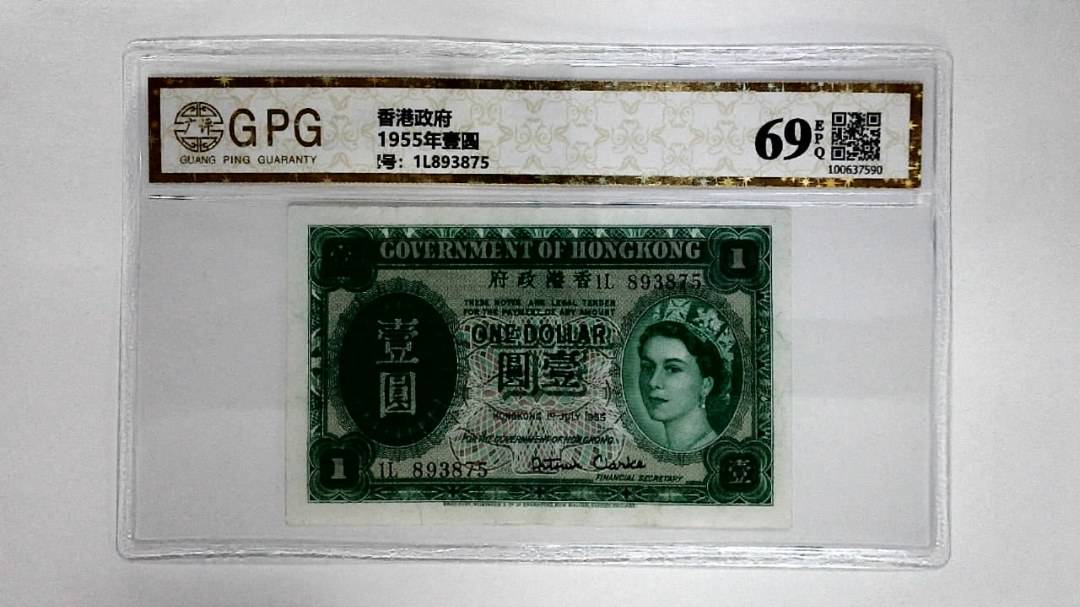 GPG
GUANG PING GUARANTY
香港政府
1955年壹圆
号: 1L893875
69
EPQ
100637590
GOVERNMENT OF HONGKONG
1
府政港香 1L 893875
THESE NOTES ARE LEGAL TENDER
FOR THE PAYMENT OF ANY AMOUNT
ONE DOLLAR
圓壹
壹圓
HONGKONG 1ST JULY 1955
FOR THE GOVERNMENT OF HONGKONG
1
1L 893875
Arthur Clarke
FINANCIAL SECRETARY
壹